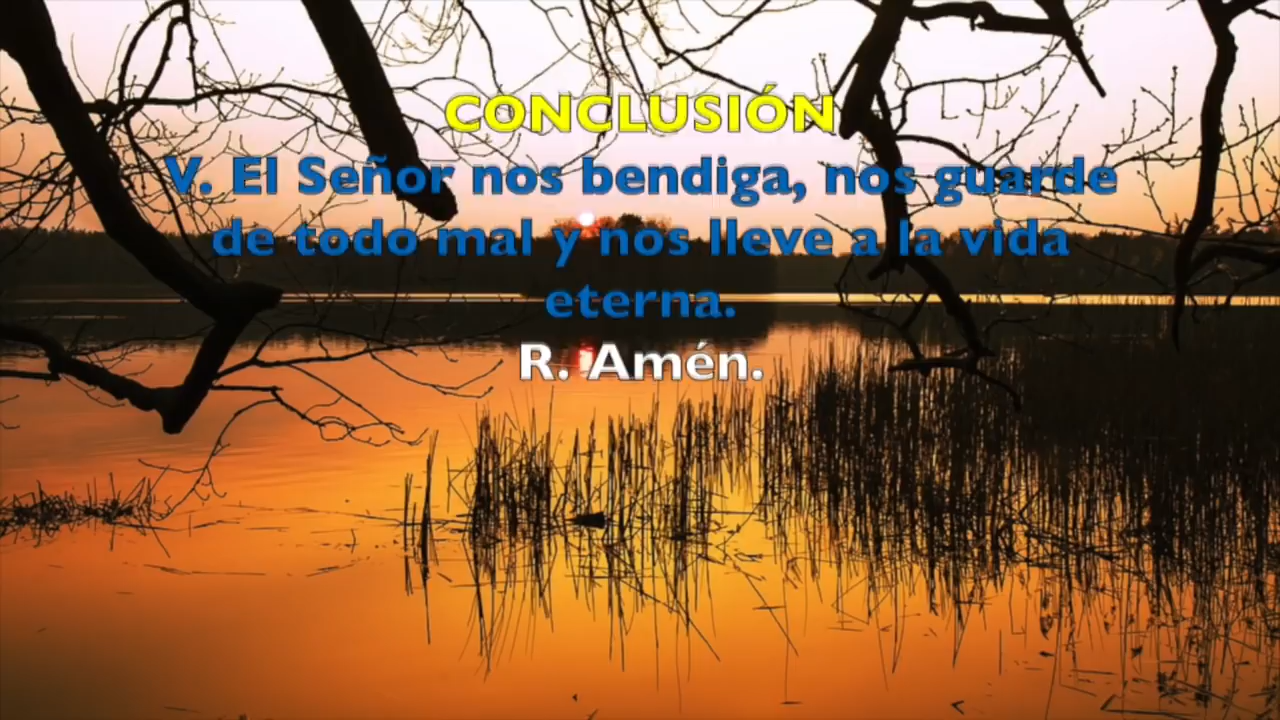 CONCLUSIÓN
V. El Señor nos bendiga, nos guarde
de todo mal y nos lleve a la vida
eterna.
R. Amén.